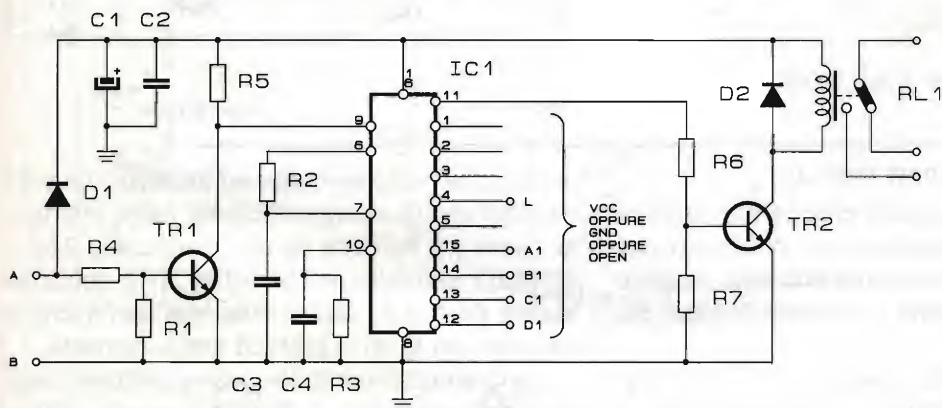 C1 C2
+
R5
1
6
IC1
11
D2
RL1
9
1
6
2
R6
R2
3
D1
4
L
7
5
VCC
OPPURE
GND
OPPURE
OPEN
TR1
TR2
R4
10
15
A1
A
14
B1
R1
13
C1
R7
12
D1
B
8
C3 C4 R3